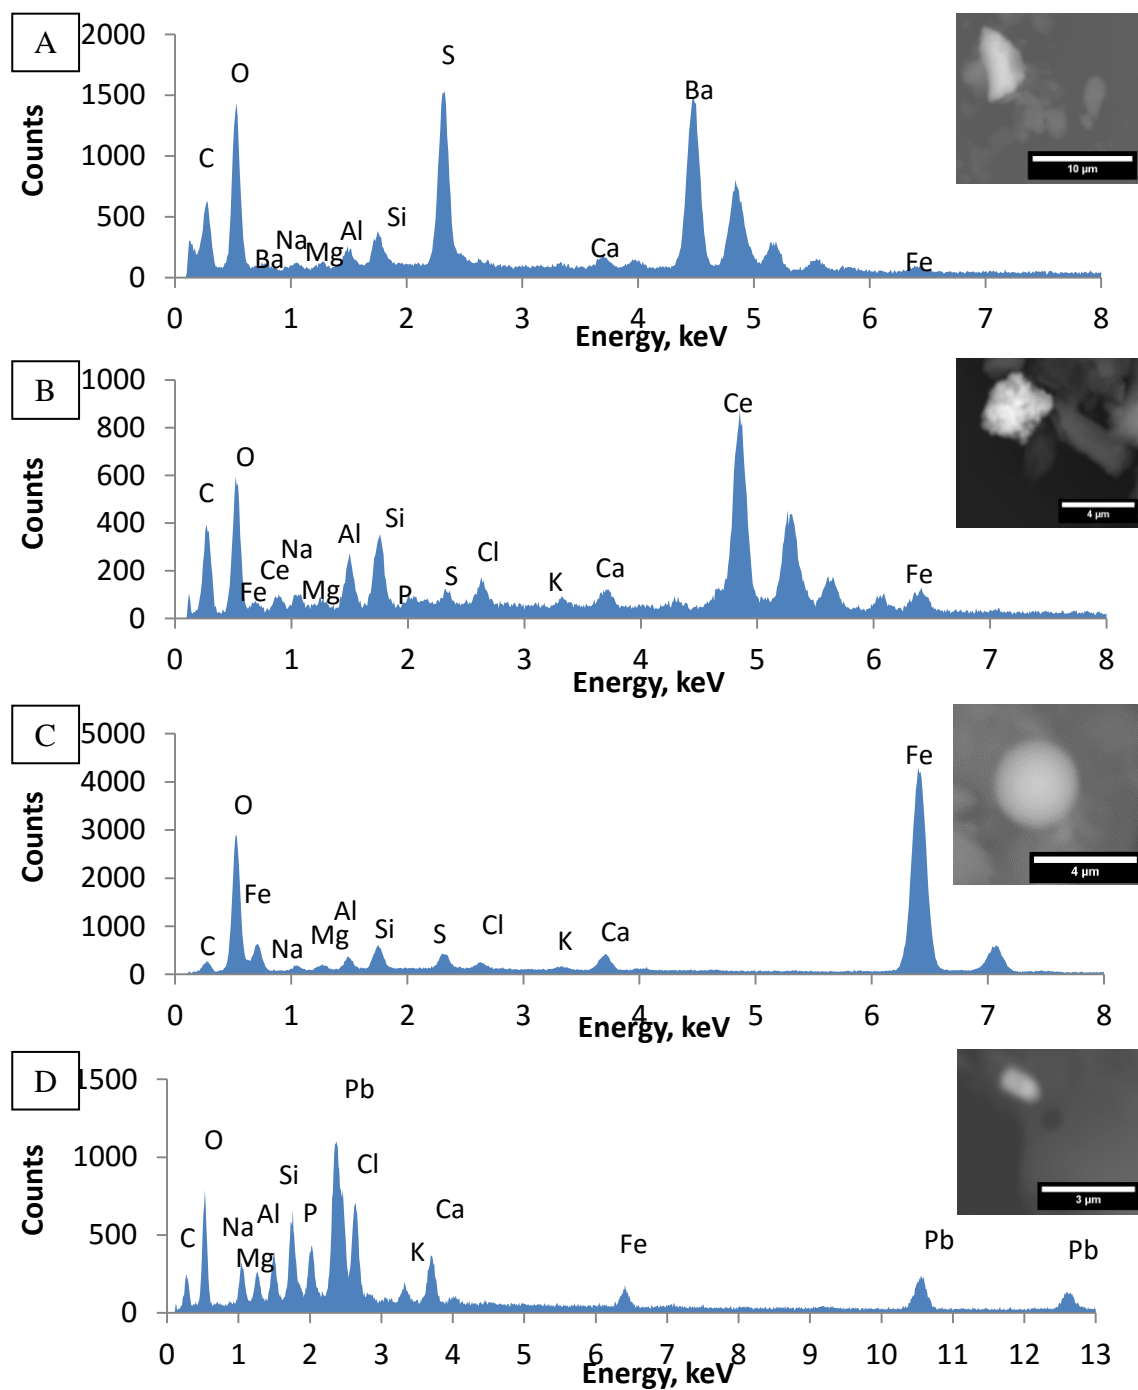 A
2000
1500
1000
500
0
Counts
C
O
Ba
Na
Mg
Al
Si
S
Ca
Ba
Fe
10 µm
0 1 2 3 4 5 6 7 8
Energy, keV
B
1000
800
600
400
200
0
Counts
C
O
Fe
Ce
Na
Mg
Al
Si
P
S
Cl
K
Ca
Ce
Fe
4 µm
0 1 2 3 4 5 6 7 8
Energy, keV
C
5000
4000
3000
2000
1000
0
Counts
C
O
Fe
Na
Mg
Al
Si
S
Cl
K
Ca
Fe
4 µm
0 1 2 3 4 5 6 7 8
Energy, keV
D
1500
1000
500
0
Counts
C
O
Na
Mg
Al
Si
P
Pb
Cl
K
Ca
Fe
Pb
Pb
3 µm
0 1 2 3 4 5 6 7 8 9 10 11 12 13
Energy, keV